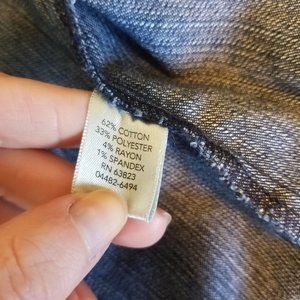 62% COTTON
33% POLYESTER
4% RAYON
1% SPANDEX
RN 63823
04482-6494